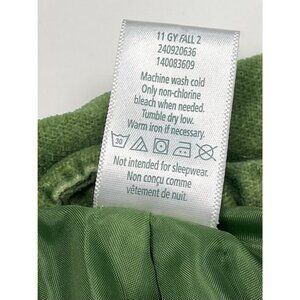 11 GY FALL 2
240920636
140083609
Machine wash cold
Only non-chlorine
bleach when needed.
Tumble dry low.
Warm iron if necessary.
30
Not intended for sleepwear.
Non conçu comme
vêtement de nuit.